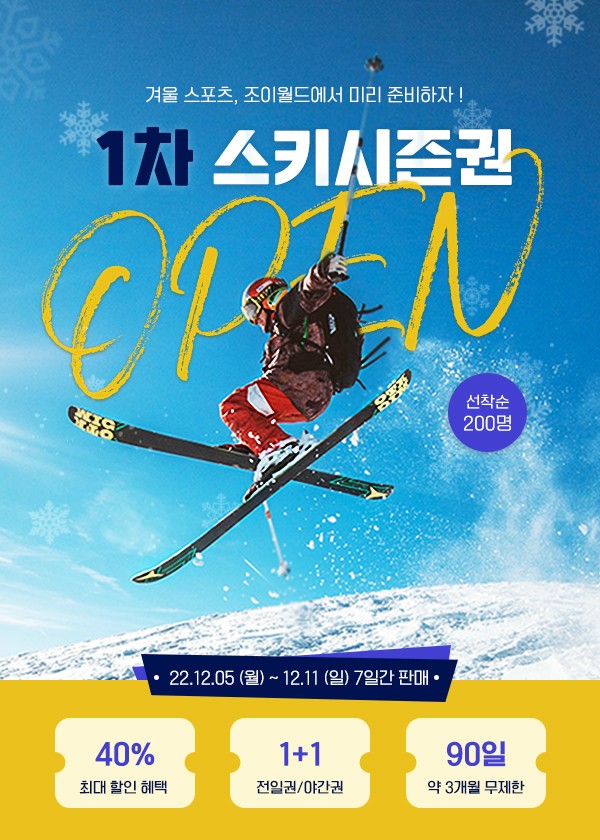 겨울 스포츠, 조이월드에서 미리 준비하자 !
1차 스키시즌권
OPEN
선착순
200명
• 22.12.05 (월) ~ 12.11 (일) 7일간 판매 •
40%
최대 할인 혜택
1+1
전일권/야간권
90일
약 3개월 무제한